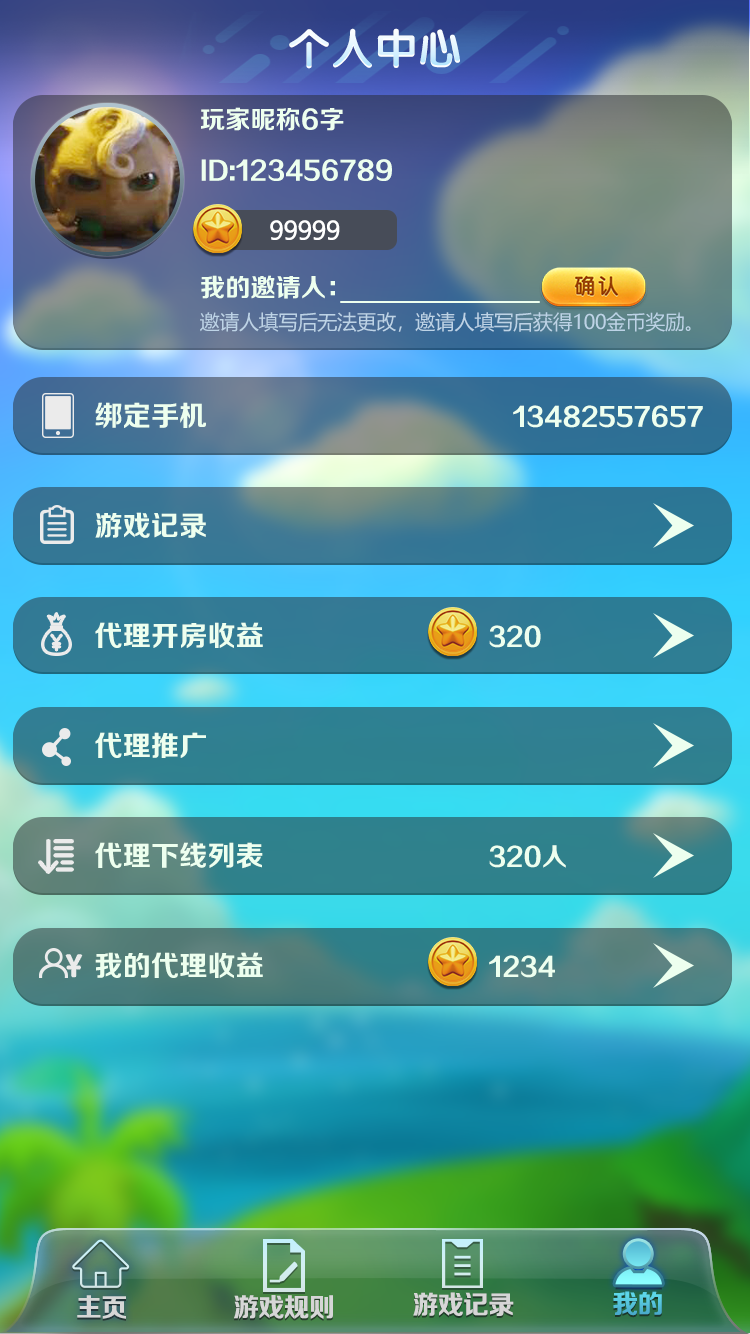 个人中心
玩家昵称6字
ID:123456789
99999
我的邀请人:
确认
邀请人填写后无法更改，邀请人填写后获得100金币奖励。
绑定手机 13482557657
游戏记录
代理开房收益 320
代理推广
代理下线列表 320人
我的代理收益 1234
主页 游戏规则 游戏记录 我的